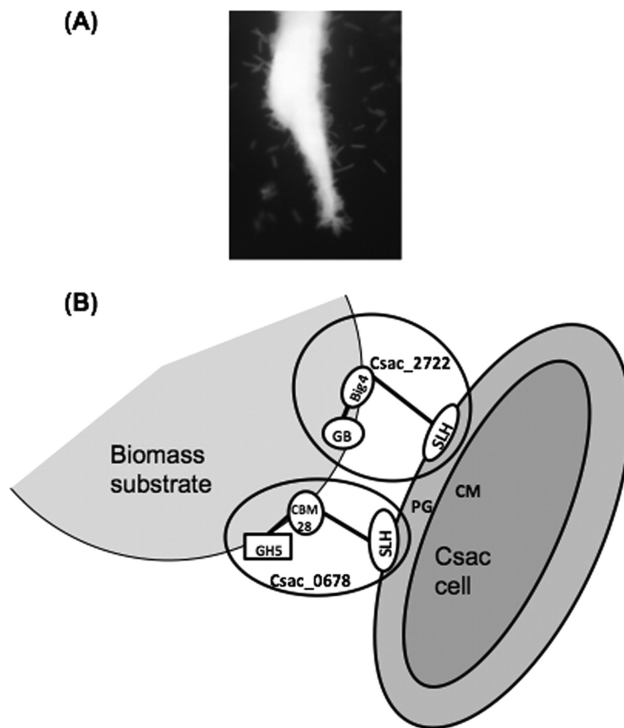 (A)
(B)
Csac_2722
Big4
GB
SLH
Biomass
substrate
CBM
28
GH5
SLH
Csac_0678
PG
CM
Csac
cell